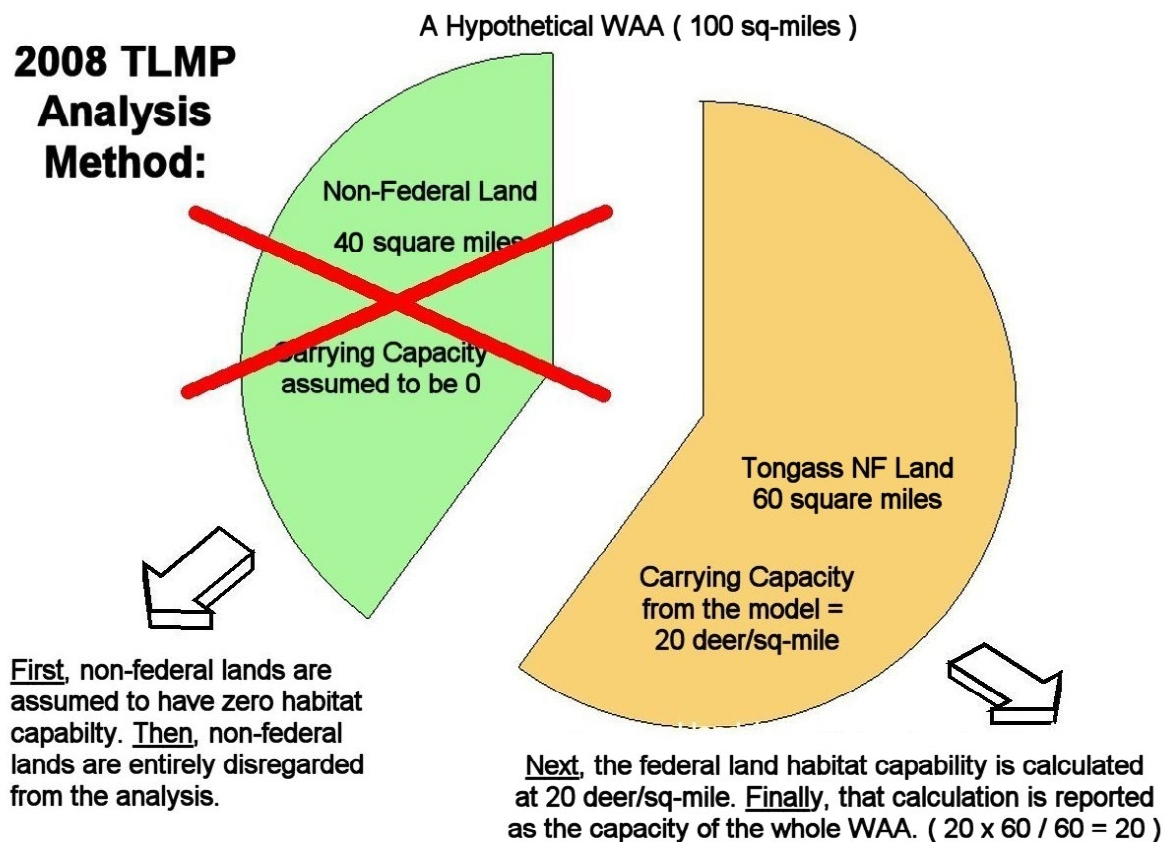 A Hypothetical WAA ( 100 sq-miles )
2008 TLMP
Analysis
Method:
Non-Federal Land
40 square miles
Carrying Capacity
assumed to be 0
Tongass NF Land
60 square miles
Carrying Capacity
from the model =
20 deer/sq-mile
First, non-federal lands are
assumed to have zero habitat
capabilty. Then, non-federal
lands are entirely disregarded
from the analysis.
Next, the federal land habitat capability is calculated
at 20 deer/sq-mile. Finally, that calculation is reported
as the capacity of the whole WAA. ( 20 x 60 / 60 = 20 )